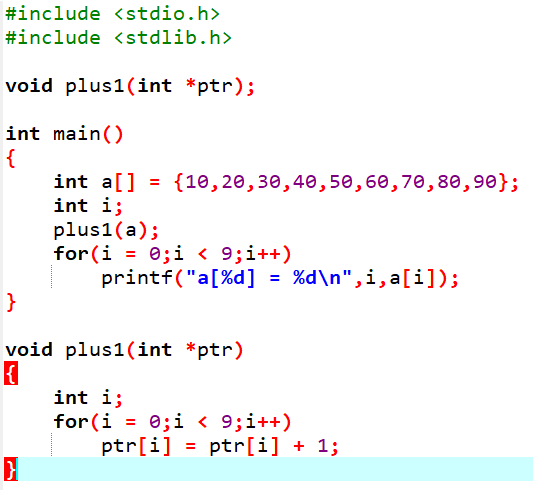 #include <stdio.h>
#include <stdlib.h>

void plus1(int *ptr);

int main()
{
    int a[] = {10,20,30,40,50,60,70,80,90};
    int i;
    plus1(a);
    for(i = 0;i < 9;i++)
        printf("a[%d] = %d\n",i,a[i]);
}

void plus1(int *ptr)
{
    int i;
    for(i = 0;i < 9;i++)
        ptr[i] = ptr[i] + 1;
}